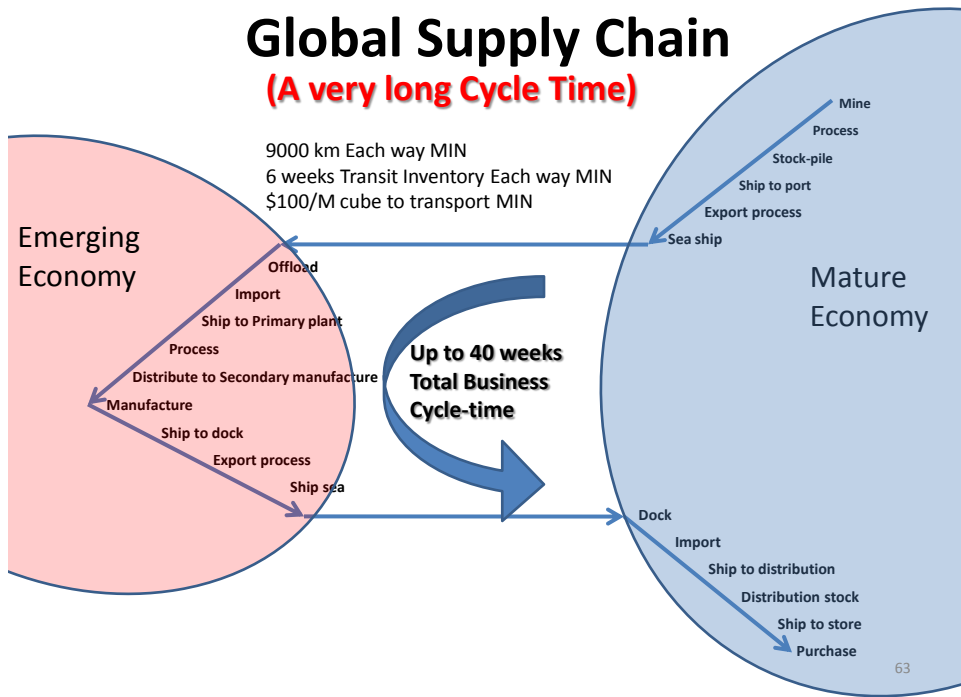 Global Supply Chain
(A very long Cycle Time)
9000 km Each way MIN
6 weeks Transit Inventory Each way MIN
$100/M cube to transport MIN
Mine
Process
Stock-pile
Ship to port
Export process
Sea ship
Emerging
Economy
Mature
Economy
Offload
Import
Ship to Primary plant
Process
Distribute to Secondary manufacture
Manufacture
Ship to dock
Export process
Ship sea
Up to 40 weeks
Total Business
Cycle-time
Dock
Import
Ship to distribution
Distribution stock
Ship to store
Purchase
63